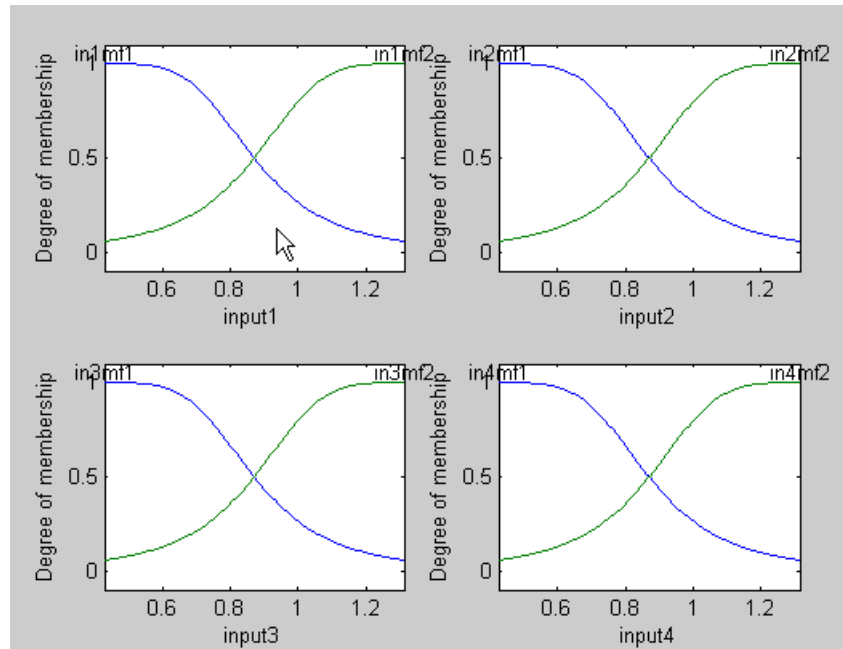 in1mf1 in1mf2
Degree of membership
1
0.5
0
0.6 0.8 1 1.2
input1
in2mf1 in2mf2
Degree of membership
1
0.5
0
0.6 0.8 1 1.2
input2
in3mf1 in3mf2
Degree of membership
1
0.5
0
0.6 0.8 1 1.2
input3
in4mf1 in4mf2
Degree of membership
1
0.5
0
0.6 0.8 1 1.2
input4